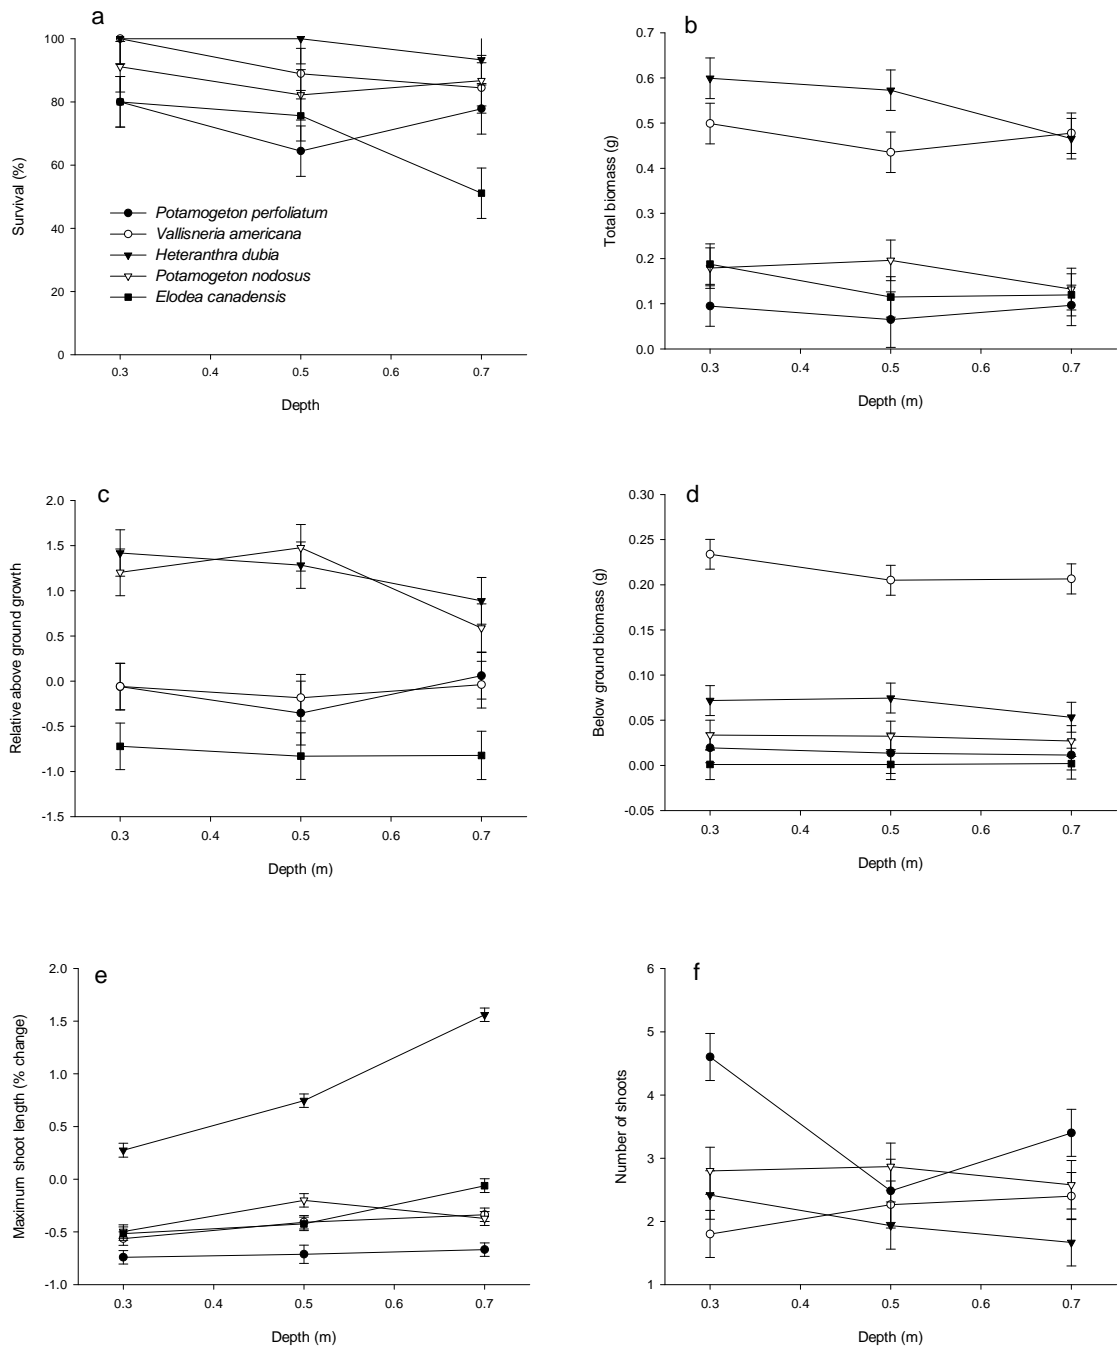 a
100
80
60
40
20
0
Survival (%)
Potamogeton perfoliatum
Vallisneria americana
Heteranthra dubia
Potamogeton nodosus
Elodea canadensis
0.3 0.4 0.5 0.6 0.7
Depth
b
0.7
0.6
0.5
0.4
0.3
0.2
0.1
0.0
Total biomass (g)
0.3 0.4 0.5 0.6 0.7
Depth (m)
c
2.0
1.5
1.0
0.5
0.0
-0.5
-1.0
-1.5
Relative above ground growth
0.3 0.4 0.5 0.6 0.7
Depth (m)
d
0.30
0.25
0.20
0.15
0.10
0.05
0.00
-0.05
Below ground biomass (g)
0.3 0.4 0.5 0.6 0.7
Depth (m)
e
2.0
1.5
1.0
0.5
0.0
-0.5
-1.0
Maximum shoot length (% change)
0.3 0.4 0.5 0.6 0.7
Depth (m)
f
6
5
4
3
2
1
Number of shoots
0.3 0.4 0.5 0.6 0.7
Depth (m)